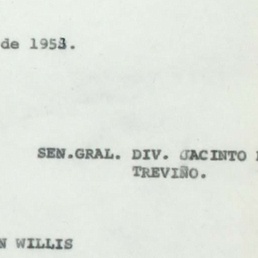 de 1953.
SEN.GRAL. DIV. JACINTO
TREVIÑO.
N WILLIS